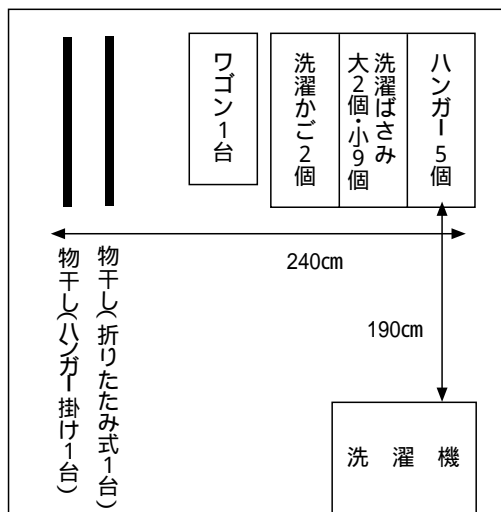 ワゴン1台
洗濯かご2個
洗濯ばさみ
大2個・小9個
ハンガー5個
240cm
190cm
物干し(ハンガー掛け1台)
物干し(折りたたみ式1台)
洗濯機